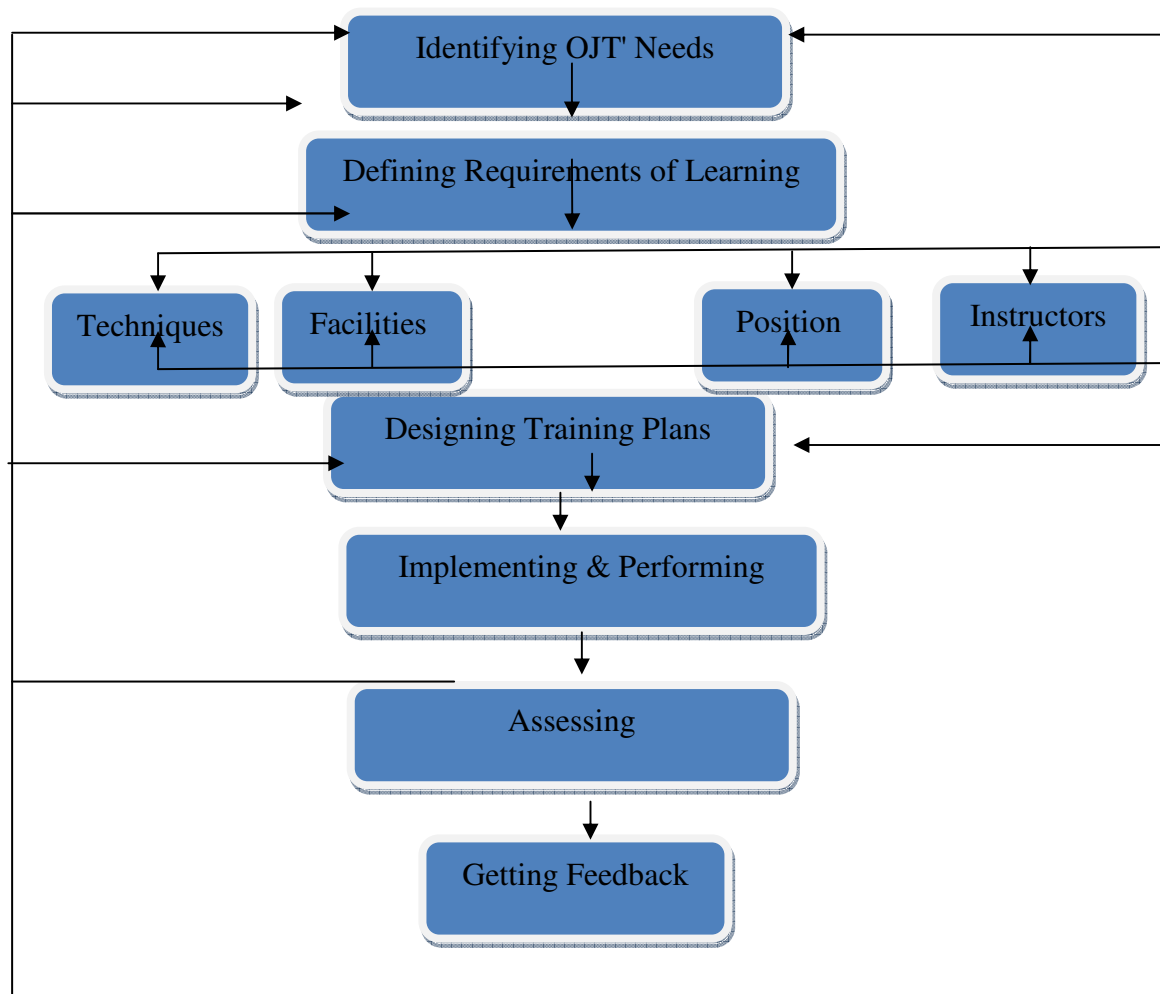 Identifying OJT' Needs
Defining Requirements of Learning
Techniques
Facilities
Position
Instructors
Designing Training Plans
Implementing & Performing
Assessing
Getting Feedback